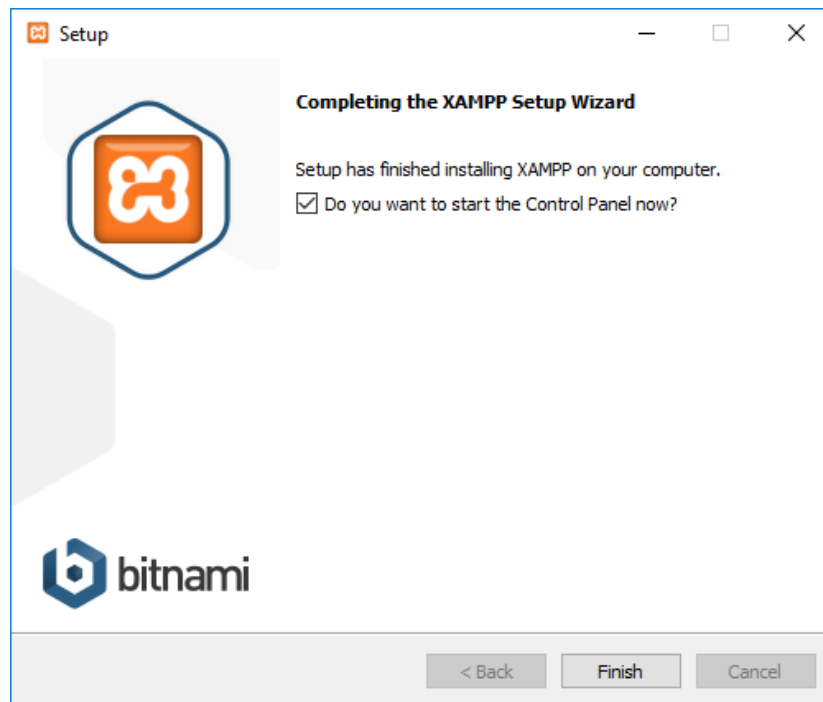 Setup
Completing the XAMPP Setup Wizard
Setup has finished installing XAMPP on your computer.
Do you want to start the Control Panel now?
bitnami
< Back
Finish
Cancel